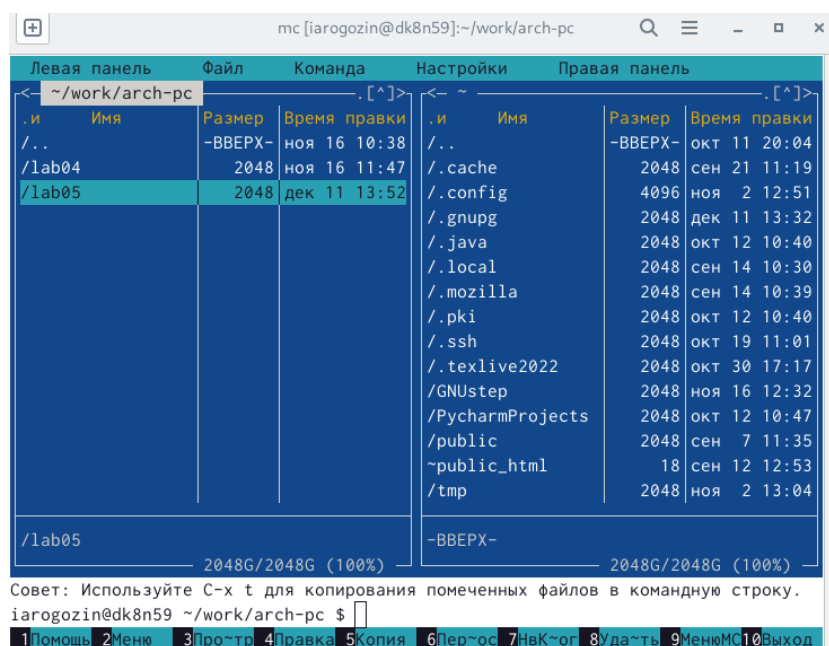 mc [iarogozin@dk8n59]:~/work/arch-pc
Левая панель Файл Команда Настройки Правая панель
<— ~/work/arch-pc .[^]>
.и Имя Размер Время правки
/.. -ВВЕРХ- ноя 16 10:38
/lab04 2048 ноя 16 11:47
/lab05 2048 дек 11 13:52
/lab05
2048G/2048G (100%)
<— ~ .[^]>
.и Имя Размер Время правки
/.. -ВВЕРХ- окт 11 20:04
/.cache 2048 сен 21 11:19
/.config 4096 ноя 2 12:51
/.gnupg 2048 дек 11 13:32
/.java 2048 окт 12 10:40
/.local 2048 сен 14 10:30
/.mozilla 2048 сен 14 10:39
/.pki 2048 окт 12 10:40
/.ssh 2048 окт 19 11:01
/.texlive2022 2048 окт 30 17:17
/GNUstep 2048 ноя 16 12:32
/PycharmProjects 2048 окт 12 10:47
/public 2048 сен 7 11:35
~public_html 18 сен 12 12:53
/tmp 2048 ноя 2 13:04
-ВВЕРХ-
2048G/2048G (100%)
Совет: Используйте C-x t для копирования помеченных файлов в командную строку.
iarogozin@dk8n59 ~/work/arch-pc $
1Помощь 2Меню 3Про~тр 4Правка 5Копия 6Пер~ос 7НвК~ог 8Уда~ть 9МенюMC 10Выход